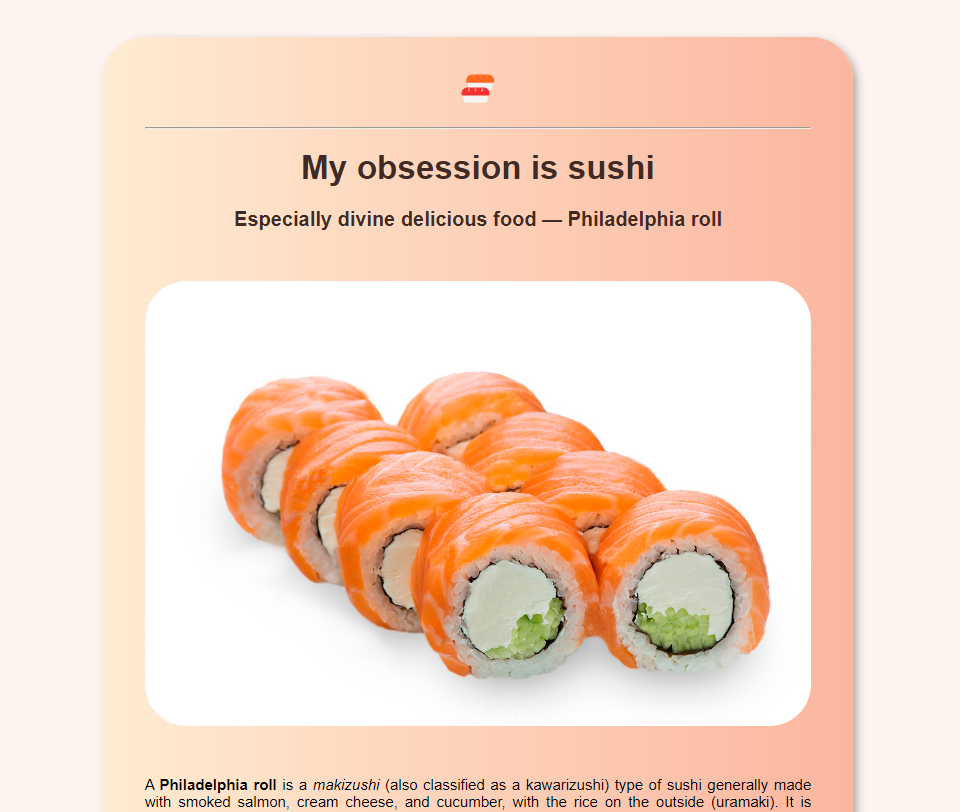 My obsession is sushi
Especially divine delicious food — Philadelphia roll
A Philadelphia roll is a makizushi (also classified as a kawarizushi) type of sushi generally made
with smoked salmon, cream cheese, and cucumber, with the rice on the outside (uramaki). It is